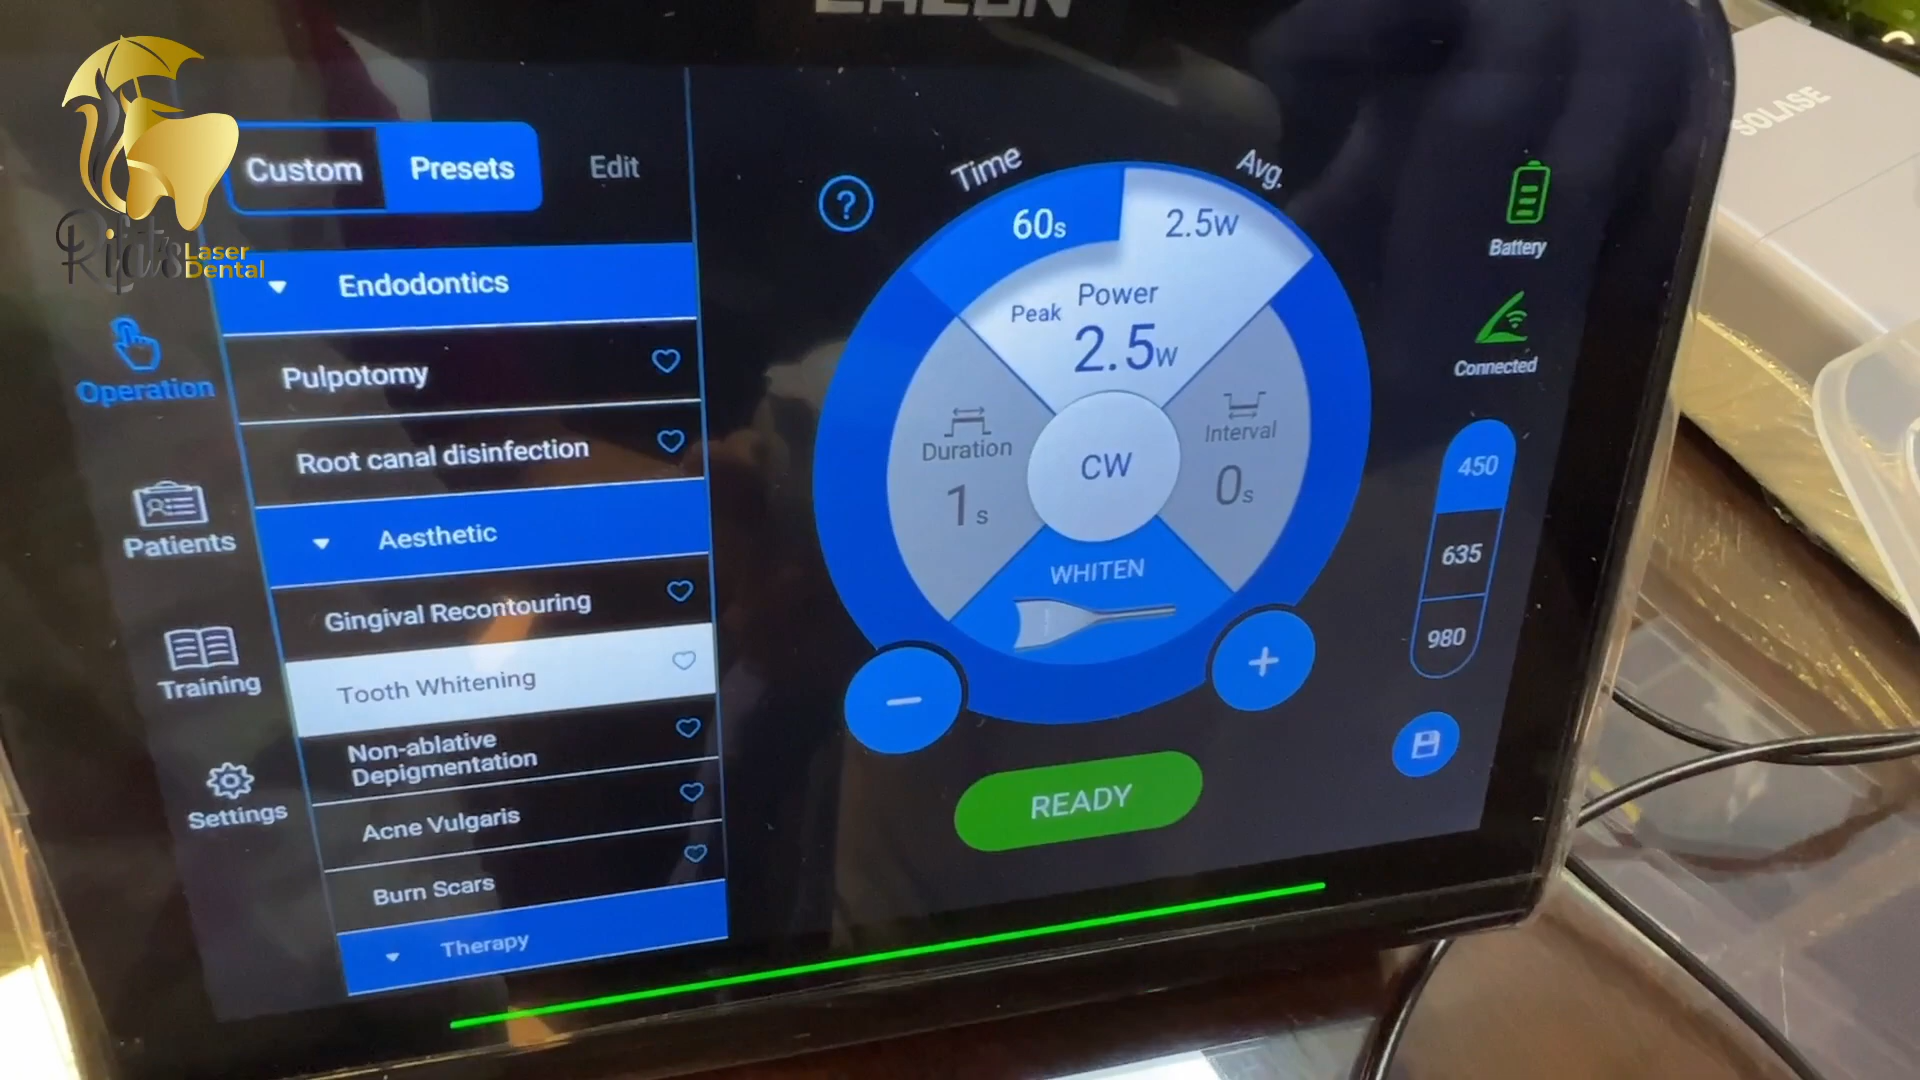 SOLASE
Custom
Presets
Edit
Rifat's
Laser
Dental
Endodontics
Pulpotomy
Root canal disinfection
Aesthetic
Gingival Recontouring
Tooth Whitening
Non-ablative
Depigmentation
Acne Vulgaris
Burn Scars
Therapy
Operation
Patients
Training
Settings
?
Time
Avg.
60s
2.5w
Power
Peak
2.5w
Duration
1s
Interval
0s
CW
WHITEN
READY
Battery
Connected
450
635
980